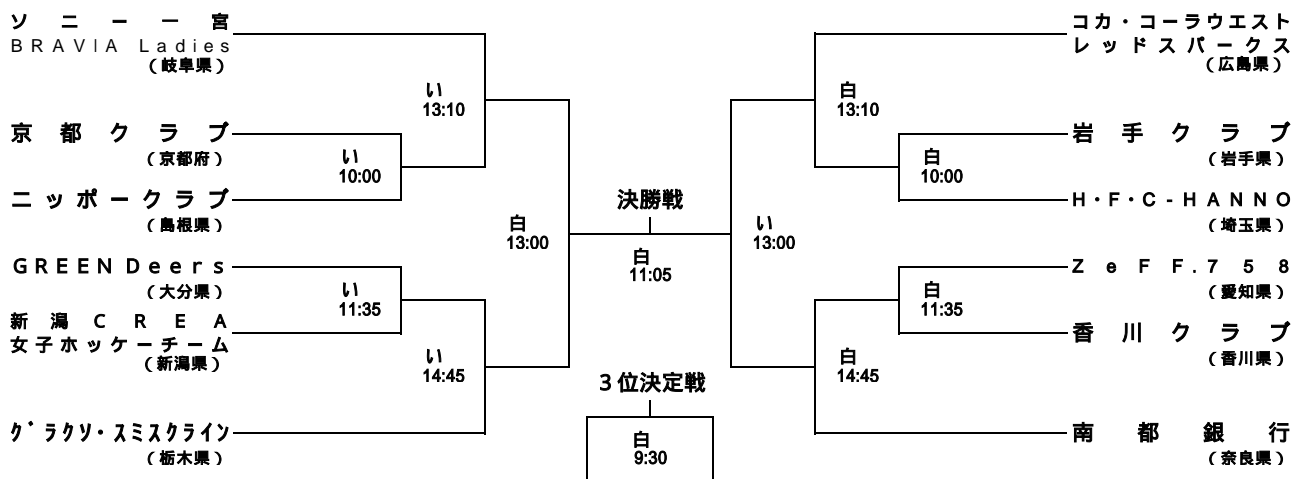 ソニー一宮
BRAVIA Ladies
（岐阜県）
い
13:10
京都クラブ
（京都府）
い
10:00
ニッポークラブ
（島根県）
白
13:00
GREEN Deers
（大分県）
い
11:35
新潟CREA
女子ホッケーチーム
（新潟県）
い
14:45
グラクソ・スミスクライン
（栃木県）
決勝戦
白
11:05
3位決定戦
白
9:30
コカ・コーラウエスト
レッドスパークス
（広島県）
白
13:10
岩手クラブ
（岩手県）
白
10:00
H・F・C-HANNO
（埼玉県）
い
13:00
ZeFF.758
（愛知県）
白
11:35
香川クラブ
（香川県）
白
14:45
南都銀行
（奈良県）